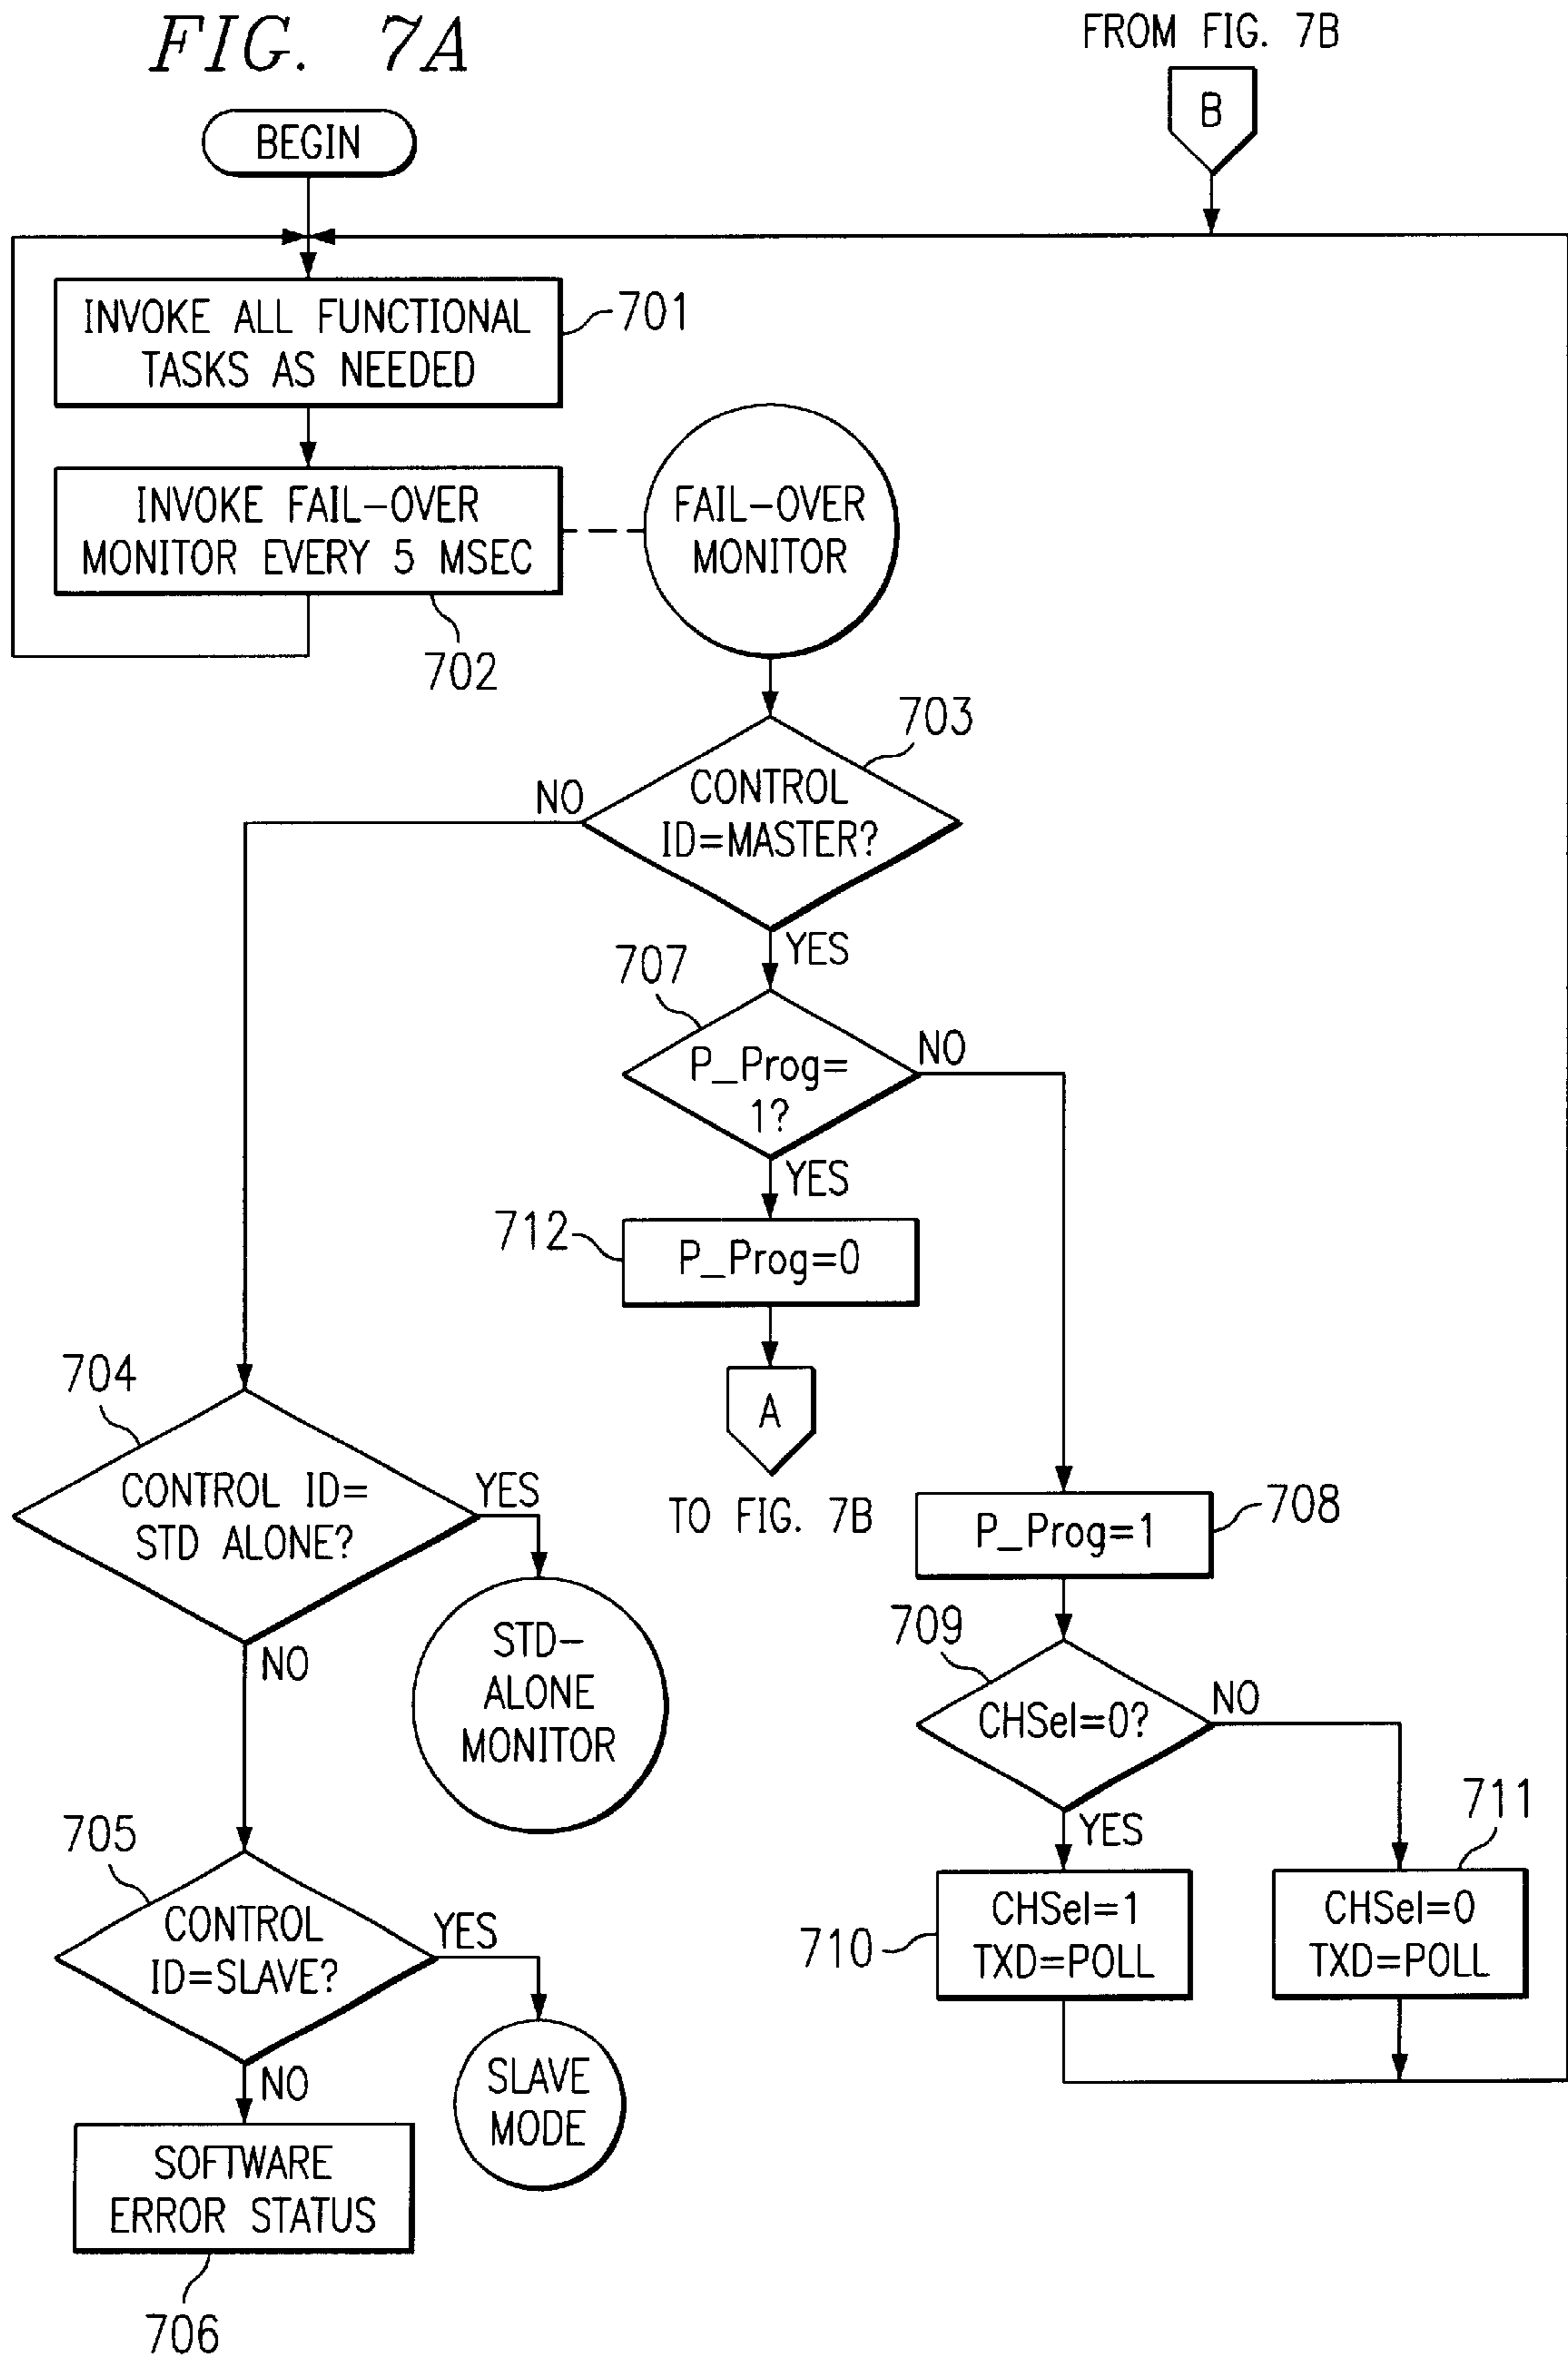 FIG. 7A
FROM FIG. 7B
B
BEGIN
INVOKE ALL FUNCTIONAL
TASKS AS NEEDED
701
INVOKE FAIL-OVER
MONITOR EVERY 5 MSEC
702
FAIL-OVER
MONITOR
703
CONTROL
ID=MASTER?
NO
YES
707
P_Prog=
1?
NO
YES
712
P_Prog=0
A
TO FIG. 7B
704
CONTROL ID=
STD ALONE?
YES
NO
STD-
ALONE
MONITOR
708
P_Prog=1
709
CHSel=0?
NO
YES
710
CHSel=1
TXD=POLL
711
CHSel=0
TXD=POLL
705
CONTROL
ID=SLAVE?
YES
NO
SLAVE
MODE
SOFTWARE
ERROR STATUS
706